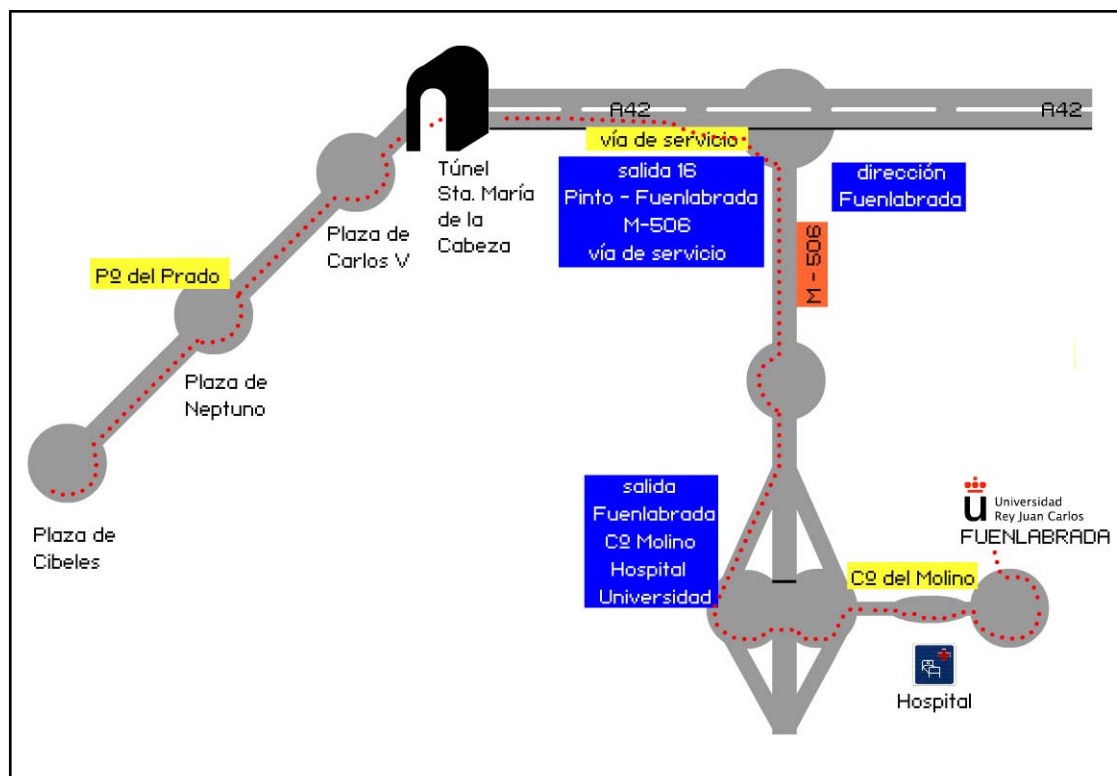 A42
A42
vía de servicio
salida 16
Pinto - Fuenlabrada
M-506
vía de servicio
dirección
Fuenlabrada
Túnel
Sta. María
de la
Cabeza
Plaza de
Carlos V
M - 506
Pº del Prado
Plaza de
Neptuno
Plaza de
Cibeles
salida
Fuenlabrada
Cº Molino
Hospital
Universidad
u
Universidad
Rey Juan Carlos
FUENLABRADA
Cº del Molino
Hospital